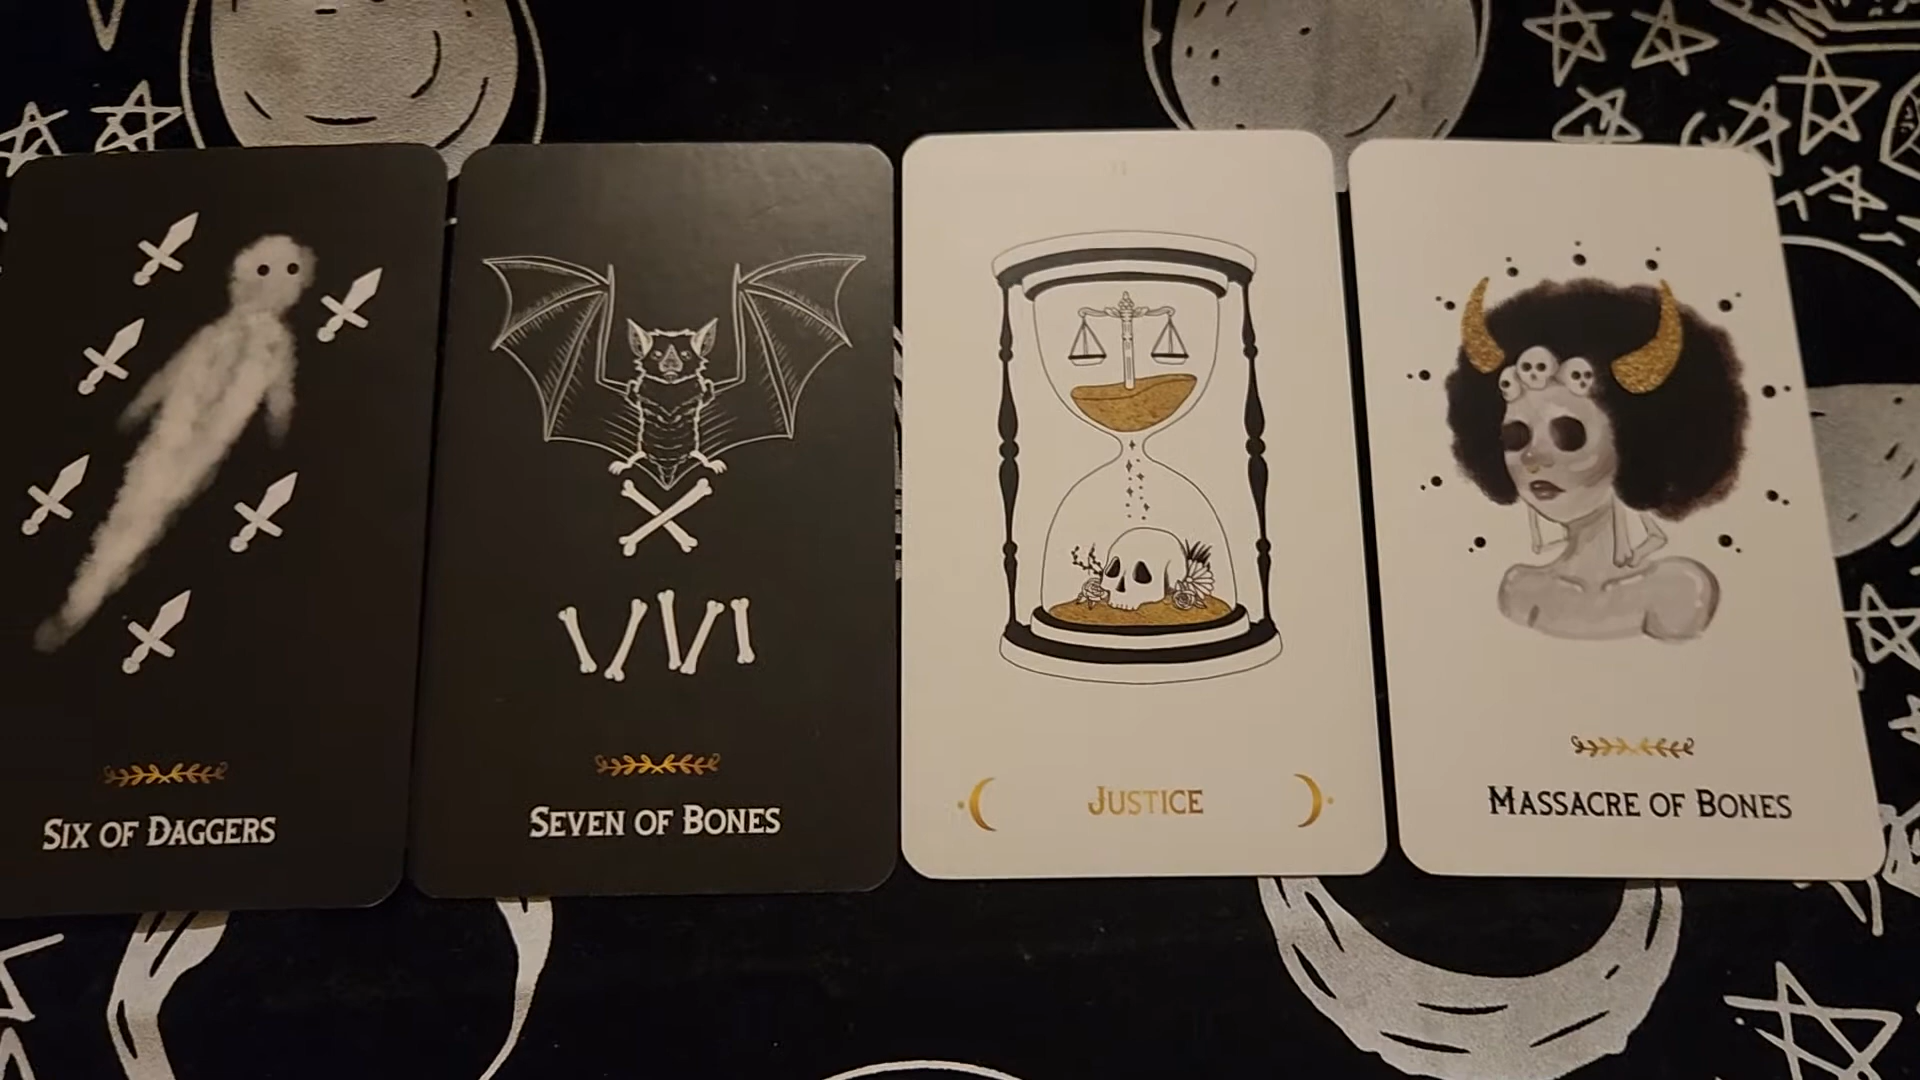 Six of Daggers
Seven of Bones
Justice
Massacre of Bones